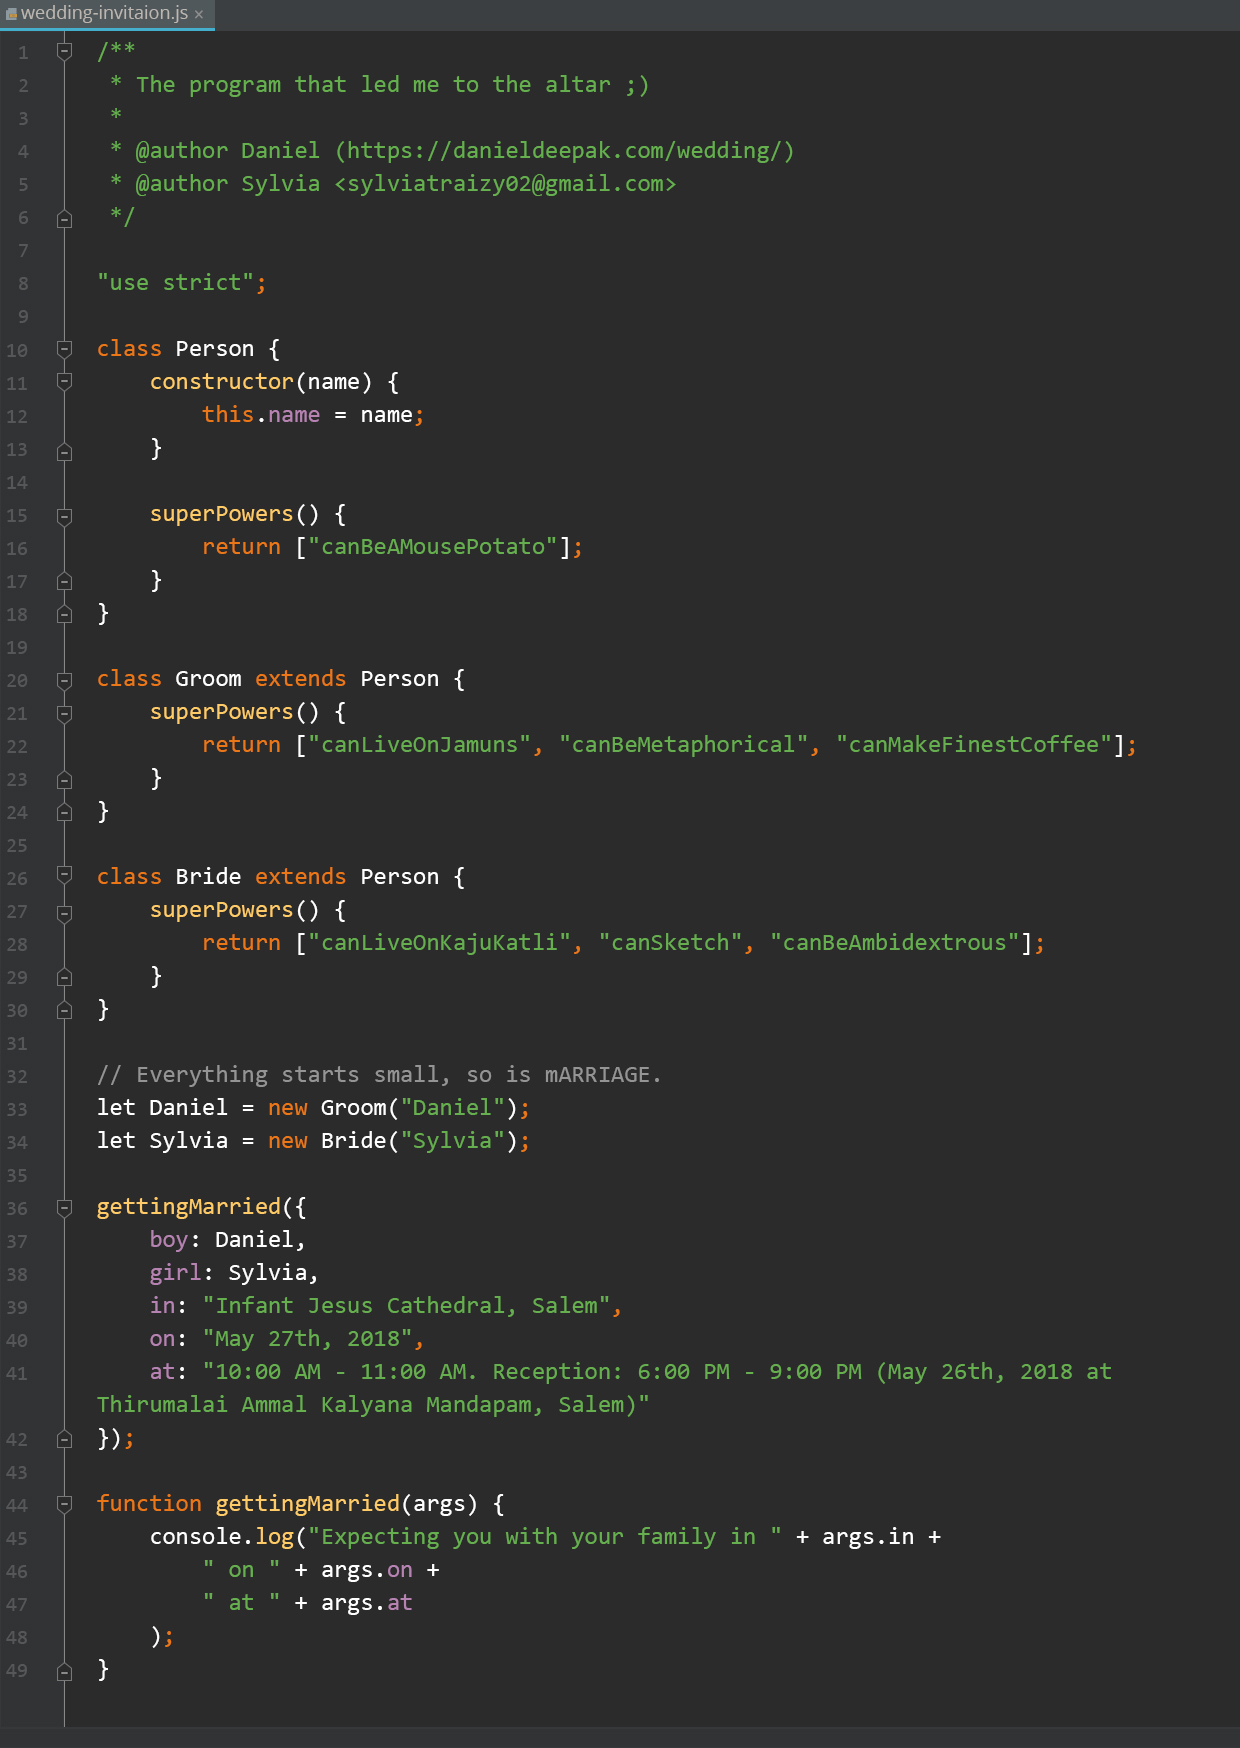 wedding-invitaion.js ×
1 /**
2  * The program that led me to the altar ;)
3  *
4  * @author Daniel (https://danieldeepak.com/wedding/)
5  * @author Sylvia <sylviatraizy02@gmail.com>
6  */
7
8 "use strict";
9
10 class Person {
11     constructor(name) {
12         this.name = name;
13     }
14
15     superPowers() {
16         return ["canBeAMousePotato"];
17     }
18 }
19
20 class Groom extends Person {
21     superPowers() {
22         return ["canLiveOnJamuns", "canBeMetaphorical", "canMakeFinestCoffee"];
23     }
24 }
25
26 class Bride extends Person {
27     superPowers() {
28         return ["canLiveOnKajuKatli", "canSketch", "canBeAmbidextrous"];
29     }
30 }
31
32 // Everything starts small, so is mARRIAGE.
33 let Daniel = new Groom("Daniel");
34 let Sylvia = new Bride("Sylvia");
35
36 gettingMarried({
37     boy: Daniel,
38     girl: Sylvia,
39     in: "Infant Jesus Cathedral, Salem",
40     on: "May 27th, 2018",
41     at: "10:00 AM - 11:00 AM. Reception: 6:00 PM - 9:00 PM (May 26th, 2018 at
Thirumalai Ammal Kalyana Mandapam, Salem)"
42 });
43
44 function gettingMarried(args) {
45     console.log("Expecting you with your family in " + args.in +
46         " on " + args.on +
47         " at " + args.at
48     );
49 }